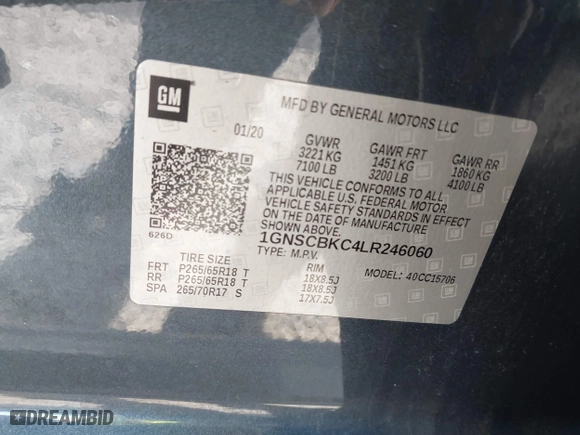 GM
MFD BY GENERAL MOTORS LLC
01/20
GVWR GAWR FRT GAWR RR
3221 KG 1451 KG 1860 KG
7100 LB 3200 LB 4100 LB
THIS VEHICLE CONFORMS TO ALL
APPLICABLE U.S. FEDERAL MOTOR
VEHICLE SAFETY STANDARDS IN EFFECT
ON THE DATE OF MANUFACTURE
SHOWN ABOVE.
626D
1GNSCBKC4LR246060
TYPE: M.P.V. MODEL: 40CC15706
TIRE SIZE RIM
FRT P265/65R18 T 18X8.5J
RR P265/65R18 T 18X8.5J
SPA 265/70R17 S 17X7.5J
DREAMBID